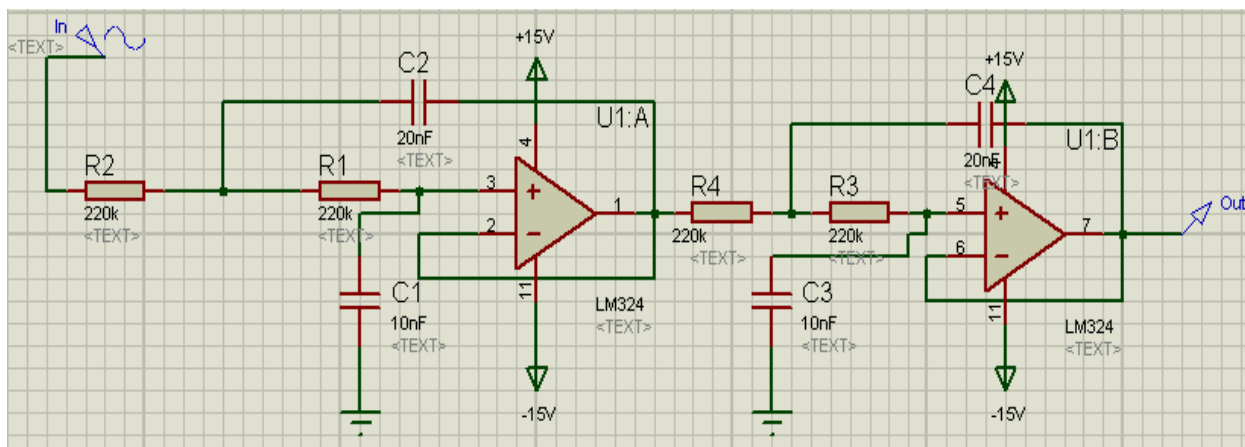 In
<TEXT>
+15V
C2
20nF
<TEXT>
4
U1:A
R2
220k
<TEXT>
R1
220k
<TEXT>
3
2
1
11
LM324
<TEXT>
C1
10nF
<TEXT>
-15V
+15V
C4
20nF
<TEXT>
U1:B
R4
220k
<TEXT>
R3
220k
<TEXT>
5
6
7
11
LM324
<TEXT>
C3
10nF
<TEXT>
-15V
Out